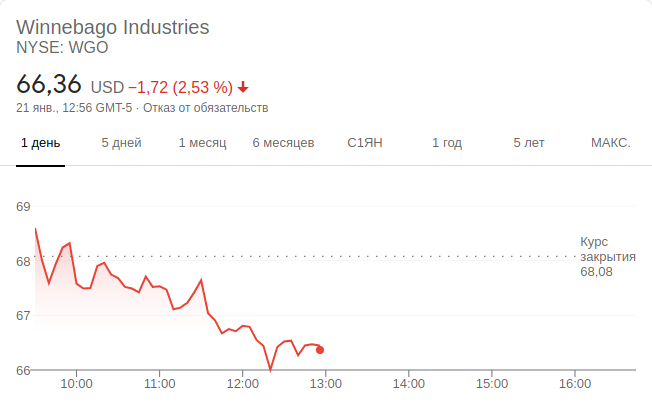 Winnebago Industries
NYSE: WGO
66,36 USD −1,72 (2,53 %)
21 янв., 12:56 GMT-5 · Отказ от обязательств
1 день 5 дней 1 месяц 6 месяцев С1ЯН 1 год 5 лет МАКС.
69
68
67
66
Курс
закрытия
68,08
10:00 11:00 12:00 13:00 14:00 15:00 16:00